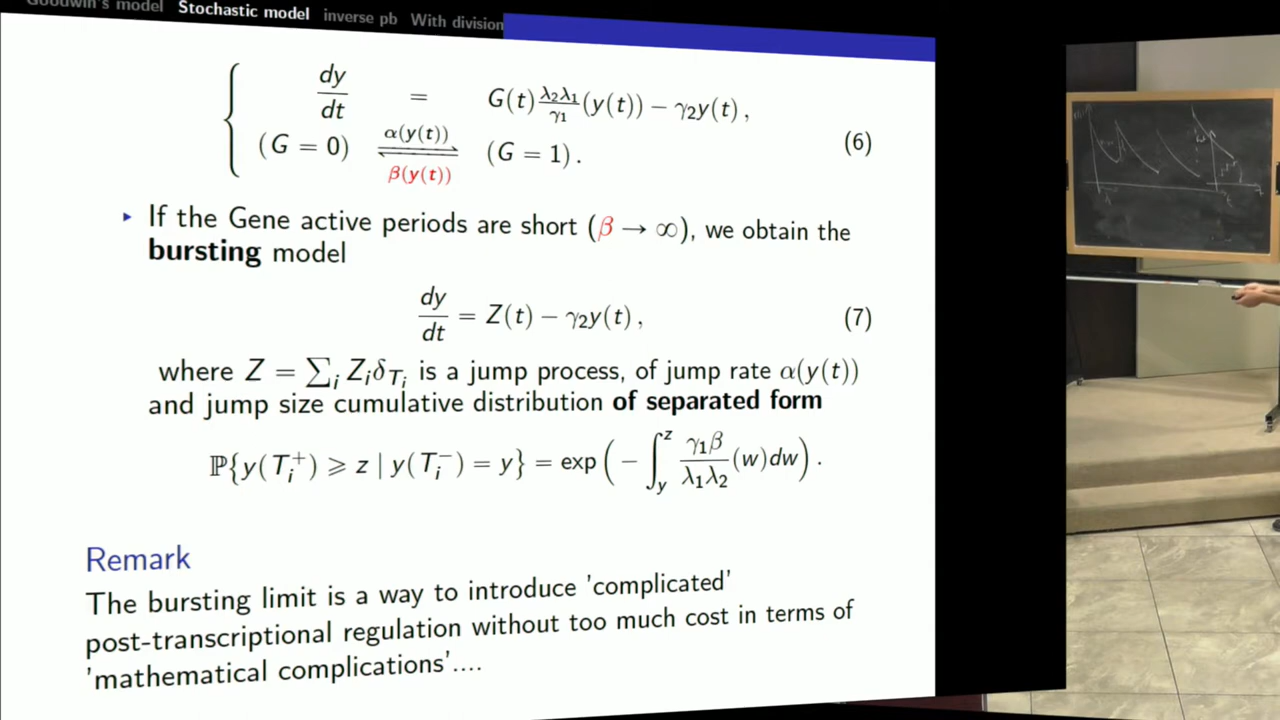 Goodwin's model Stochastic model inverse pb With division
dy/dt = G(t) λ₂λ₁/γ₁ (y(t)) − γ₂y(t) ,
(G = 0) α(y(t)) ⇌ β(y(t)) (G = 1) .
(6)
▸ If the Gene active periods are short (β → ∞), we obtain the
bursting model
dy/dt = Z(t) − γ₂y(t) , (7)
where Z = ∑ᵢ Zᵢδ_{Tᵢ} is a jump process, of jump rate α(y(t))
and jump size cumulative distribution of separated form
ℙ{y(Tᵢ⁺) ⩾ z | y(Tᵢ⁻) = y} = exp(− ∫_y^z γ₁β/λ₁λ₂ (w)dw) .
Remark
The bursting limit is a way to introduce 'complicated'
post-transcriptional regulation without too much cost in terms of
'mathematical complications'....